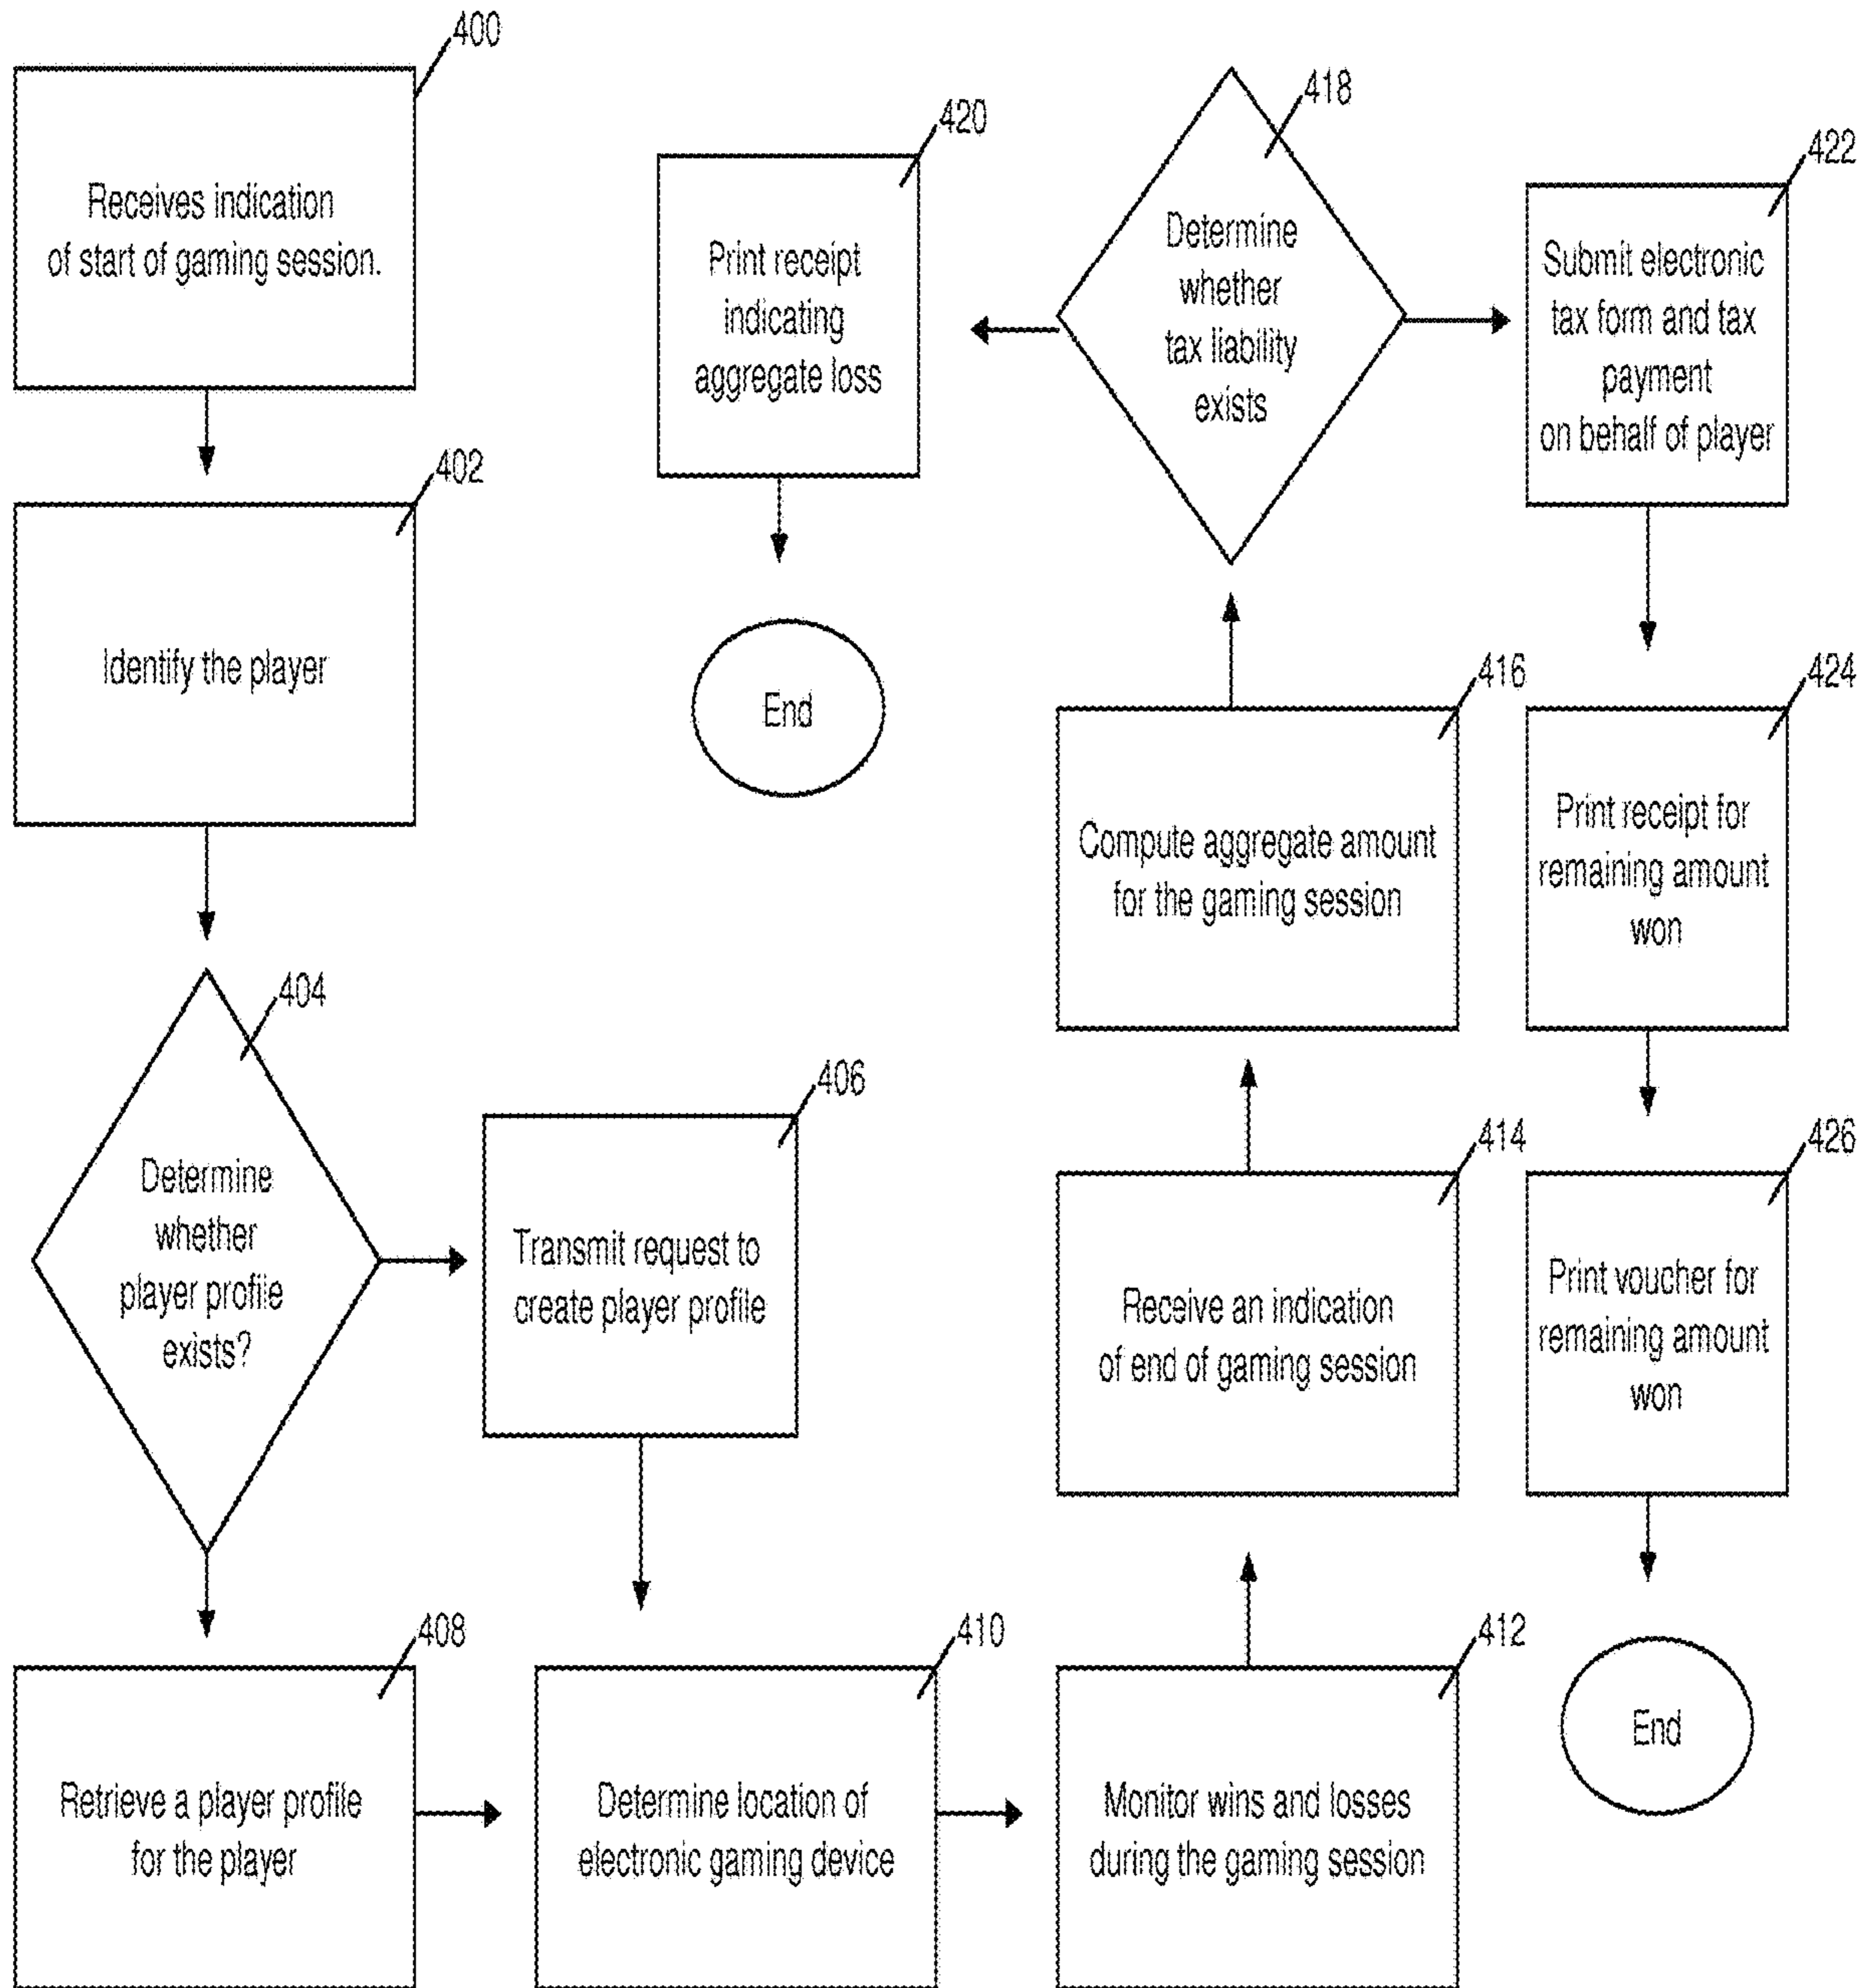 400
Receives indication
of start of gaming session.
402
Identify the player
404
Determine
whether
player profile
exists?
406
Transmit request to
create player profile
408
Retrieve a player profile
for the player
410
Determine location of
electronic gaming device
412
Monitor wins and losses
during the gaming session
414
Receive an indication
of end of gaming session
416
Compute aggregate amount
for the gaming session
418
Determine
whether
tax liability
exists
420
Print receipt
indicating
aggregate loss
End
422
Submit electronic
tax form and tax
payment
on behalf of player
424
Print receipt for
remaining amount
won
426
Print voucher for
remaining amount
won
End